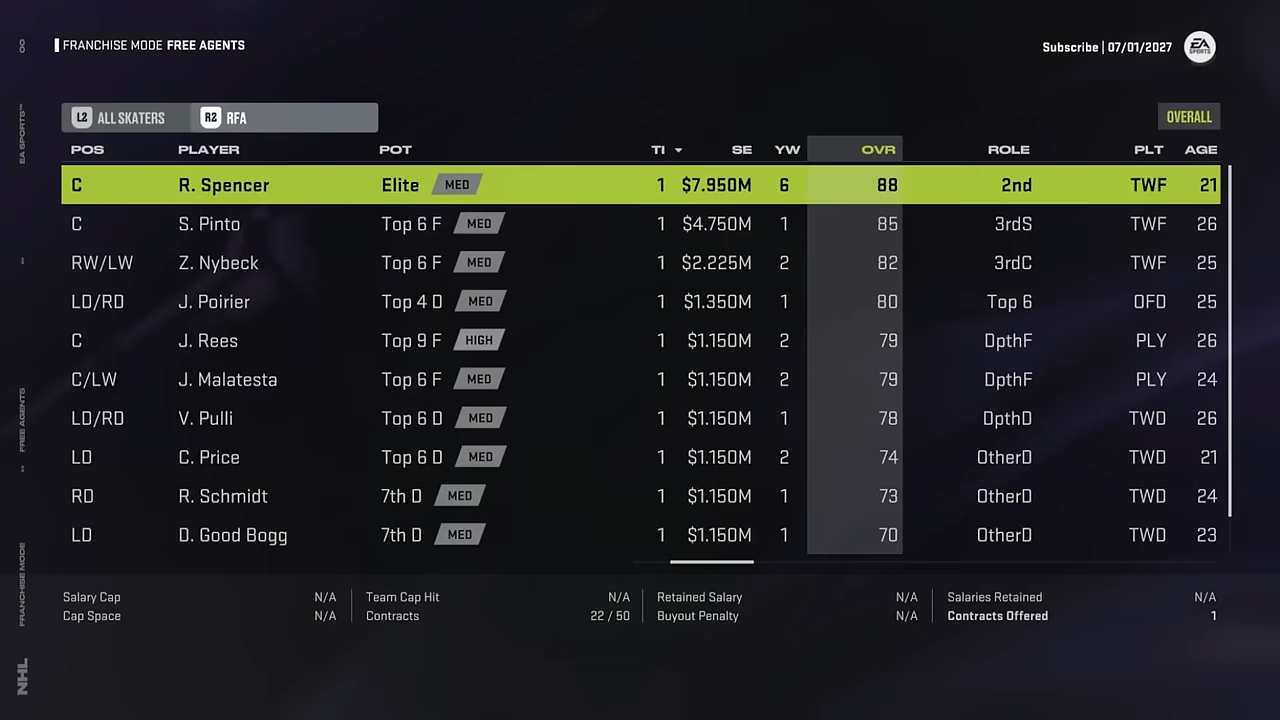 FRANCHISE MODE FREE AGENTS
Subscribe | 07/01/2027
EA SPORTS
L2 ALL SKATERS R2 RFA
OVERALL
POS PLAYER POT TI SE YW OVR ROLE PLT AGE
C R. Spencer Elite MED 1 $7.950M 6 88 2nd TWF 21
C S. Pinto Top 6 F MED 1 $4.750M 1 85 3rdS TWF 26
RW/LW Z. Nybeck Top 6 F MED 1 $2.225M 2 82 3rdC TWF 25
LD/RD J. Poirier Top 4 D MED 1 $1.350M 1 80 Top 6 OFD 25
C J. Rees Top 9 F HIGH 1 $1.150M 2 79 DpthF PLY 26
C/LW J. Malatesta Top 6 F MED 1 $1.150M 2 79 DpthF PLY 24
LD/RD V. Pulli Top 6 D MED 1 $1.150M 1 78 DpthD TWD 26
LD C. Price Top 6 D MED 1 $1.150M 2 74 OtherD TWD 21
RD R. Schmidt 7th D MED 1 $1.150M 1 73 OtherD TWD 24
LD D. Good Bogg 7th D MED 1 $1.150M 1 70 OtherD TWD 23
Salary Cap N/A Team Cap Hit N/A Retained Salary N/A Salaries Retained N/A
Cap Space N/A Contracts 22 / 50 Buyout Penalty N/A Contracts Offered 1
EA SPORTS™
FREE AGENTS
FRANCHISE MODE
NHL